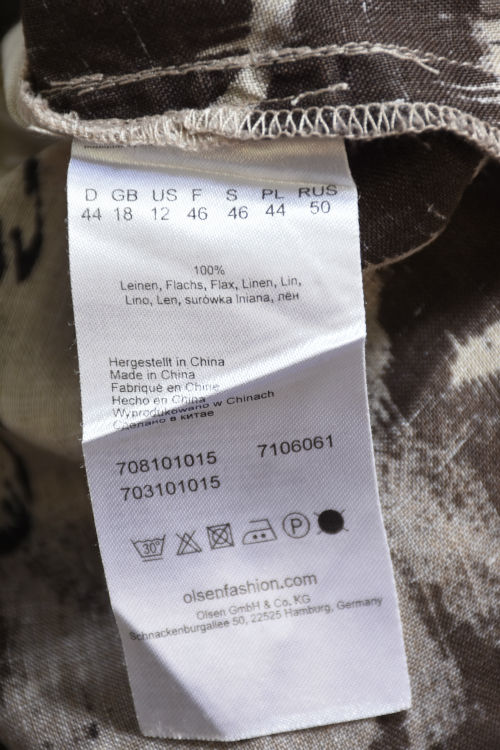 D GB US F S PL RUS
44 18 12 46 46 44 50
100%
Leinen, Flachs, Flax, Linen, Lin,
Lino, Len, surówka lniana, лён
Hergestellt in China
Made in China
Fabriqué en Chine
Hecho en China
Wyprodukowano w Chinach
Сделано в китае
708101015 7106061
703101015
30°
P
olsenfashion.com
Olsen GmbH & Co. KG
Schnackenburgallee 50, 22525 Hamburg, Germany